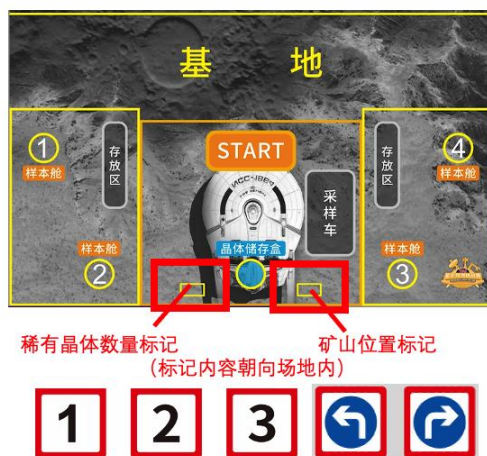 基 地
START
① 样本舱
存放区
存放区
④ 样本舱
采样车
NCC-1864
晶体储存盒
样本舱 ②
样本舱 ③
稀有晶体数量标记
矿山位置标记
(标记内容朝向场地内)
1 2 3